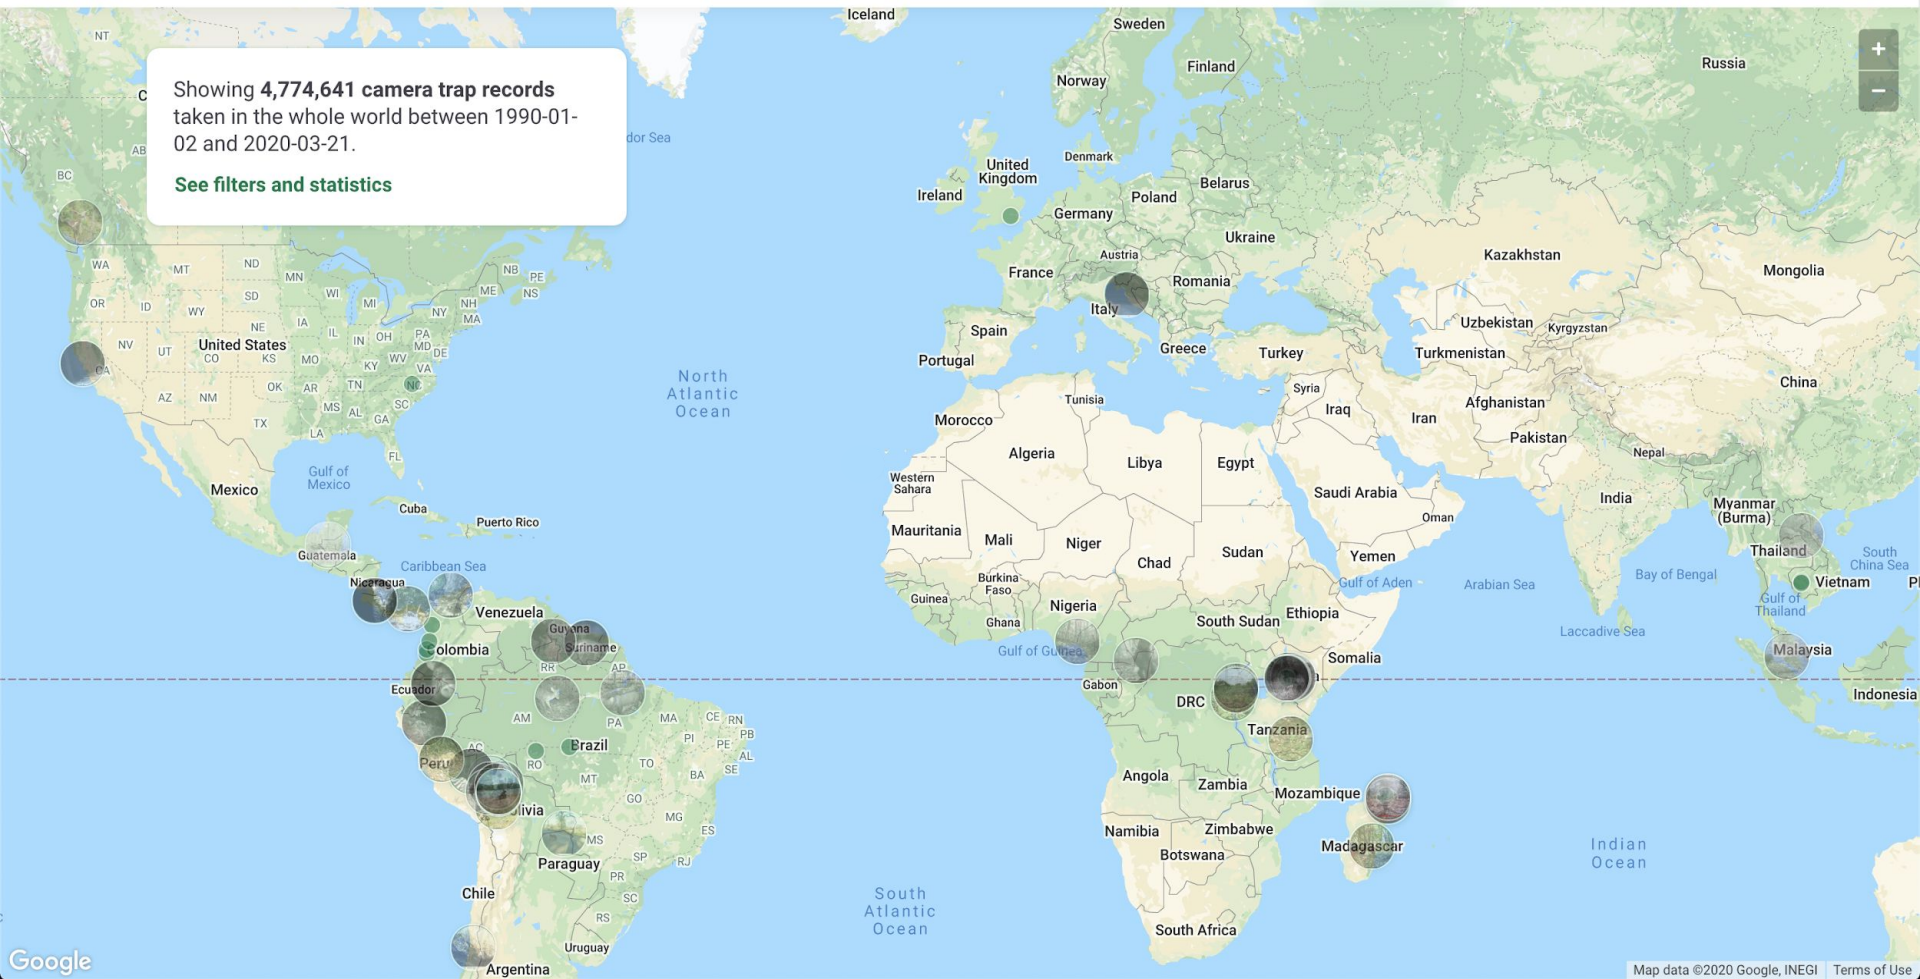 Iceland
Sweden
NT
Finland
Russia
Norway
+
−
Showing 4,774,641 camera trap records
taken in the whole world between 1990-01-
02 and 2020-03-21.
See filters and statistics
C
AB
dor Sea
BC
Denmark
United
Kingdom
Ireland
Belarus
Poland
Germany
Ukraine
Austria
Kazakhstan
Mongolia
France
Romania
Italy
WA
MT
ND
MN
NB
PE
NS
ME
OR
ID
WY
SD
WI
MI
NY
NH
MA
NE
IA
IL
IN
OH
PA
MD
DE
NV
UT
CO
United States
KS
MO
KY
WV
VA
CA
AZ
NM
OK
AR
TN
NC
SC
MS
AL
GA
TX
LA
FL
Spain
Portugal
Greece
Turkey
Uzbekistan
Kyrgyzstan
Turkmenistan
China
North
Atlantic
Ocean
Tunisia
Syria
Iraq
Iran
Afghanistan
Morocco
Pakistan
Algeria
Libya
Egypt
Nepal
Gulf of
Mexico
Mexico
Western
Sahara
Saudi Arabia
India
Myanmar
(Burma)
Cuba
Puerto Rico
Oman
Mauritania
Mali
Niger
Chad
Sudan
Yemen
Thailand
South
China Sea
Guatemala
Caribbean Sea
Nicaragua
Burkina
Faso
Gulf of Aden
Arabian Sea
Bay of Bengal
Vietnam
P
Gulf of
Thailand
Guinea
Ghana
Nigeria
Ethiopia
South Sudan
Venezuela
Guyana
Suriname
olombia
Laccadive Sea
Gulf of Guinea
Somalia
Malaysia
RR
AP
Ecuador
Gabon
a
DRC
Indonesia
AM
PA
MA
CE
RN
PB
PI
PE
AL
SE
Tanzania
Peru
AC
RO
Brazil
MT
TO
BA
Angola
Zambia
Mozambique
livia
GO
MG
ES
MS
Namibia
Zimbabwe
Botswana
Madagascar
Indian
Ocean
Paraguay
SP
RJ
PR
SC
Chile
RS
South
Atlantic
Ocean
South Africa
Uruguay
Argentina
Google
Map data ©2020 Google, INEGI
Terms of Use